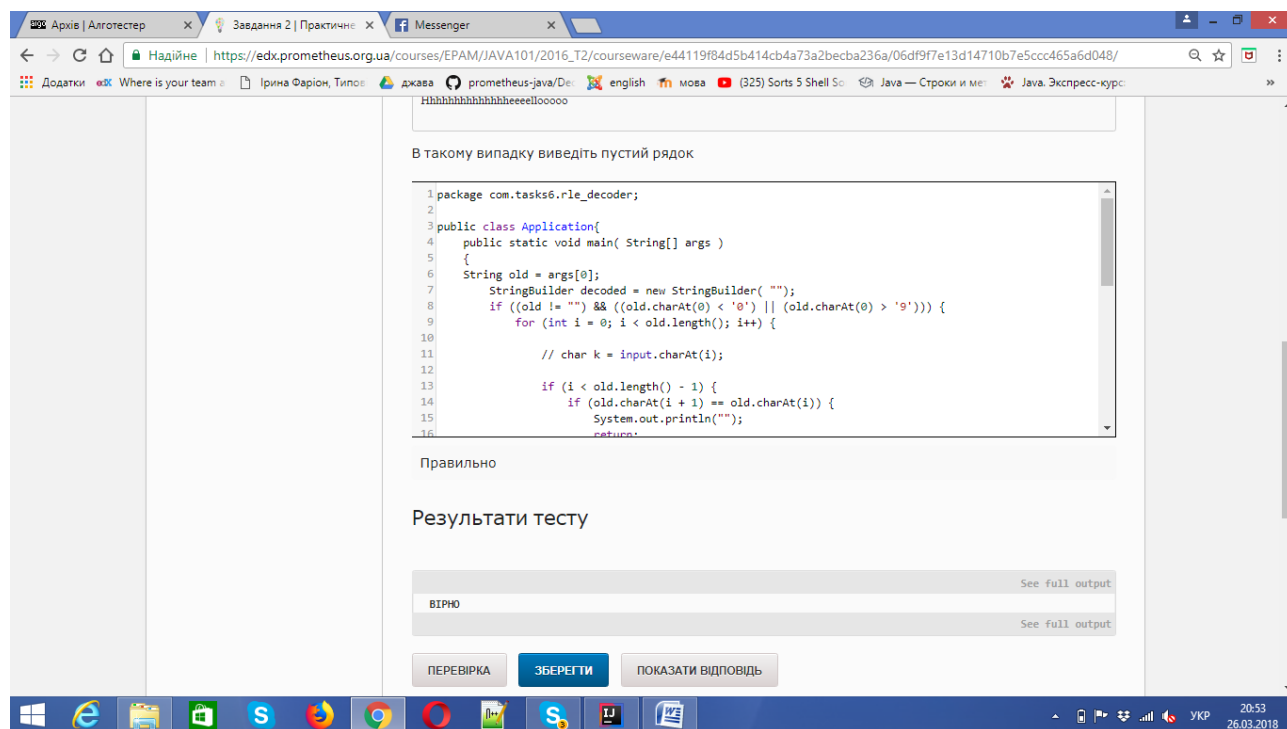 Архів | Алготестер
Завдання 2 | Практичне
Messenger
Надійне
https://edx.prometheus.org.ua/courses/EPAM/JAVA101/2016_T2/courseware/e44119f84d5b414cb4a73a2becba236a/06df9f7e13d14710b7e5ccc465a6d048/
Додатки
Where is your team a
Ірина Фаріон, Типов
джава
prometheus-java/Dec
english
мова
(325) Sorts 5 Shell So
Java — Строки и мет
Java. Экспресс-курс:
»
Hhhhhhhhhhhhhheeeellooooo
В такому випадку виведіть пустий рядок
1 package com.tasks6.rle_decoder;
2
3 public class Application{
4 public static void main( String[] args )
5 {
6 String old = args[0];
7 StringBuilder decoded = new StringBuilder( "");
8 if ((old != "") && ((old.charAt(0) < '0') || (old.charAt(0) > '9'))) {
9 for (int i = 0; i < old.length(); i++) {
10
11 // char k = input.charAt(i);
12
13 if (i < old.length() - 1) {
14 if (old.charAt(i + 1) == old.charAt(i)) {
15 System.out.println("");
16 return;
Правильно
Результати тесту
See full output
ВІРНО
See full output
ПЕРЕВІРКА
ЗБЕРЕГТИ
ПОКАЗАТИ ВІДПОВІДЬ
УКР
20:53
26.03.2018